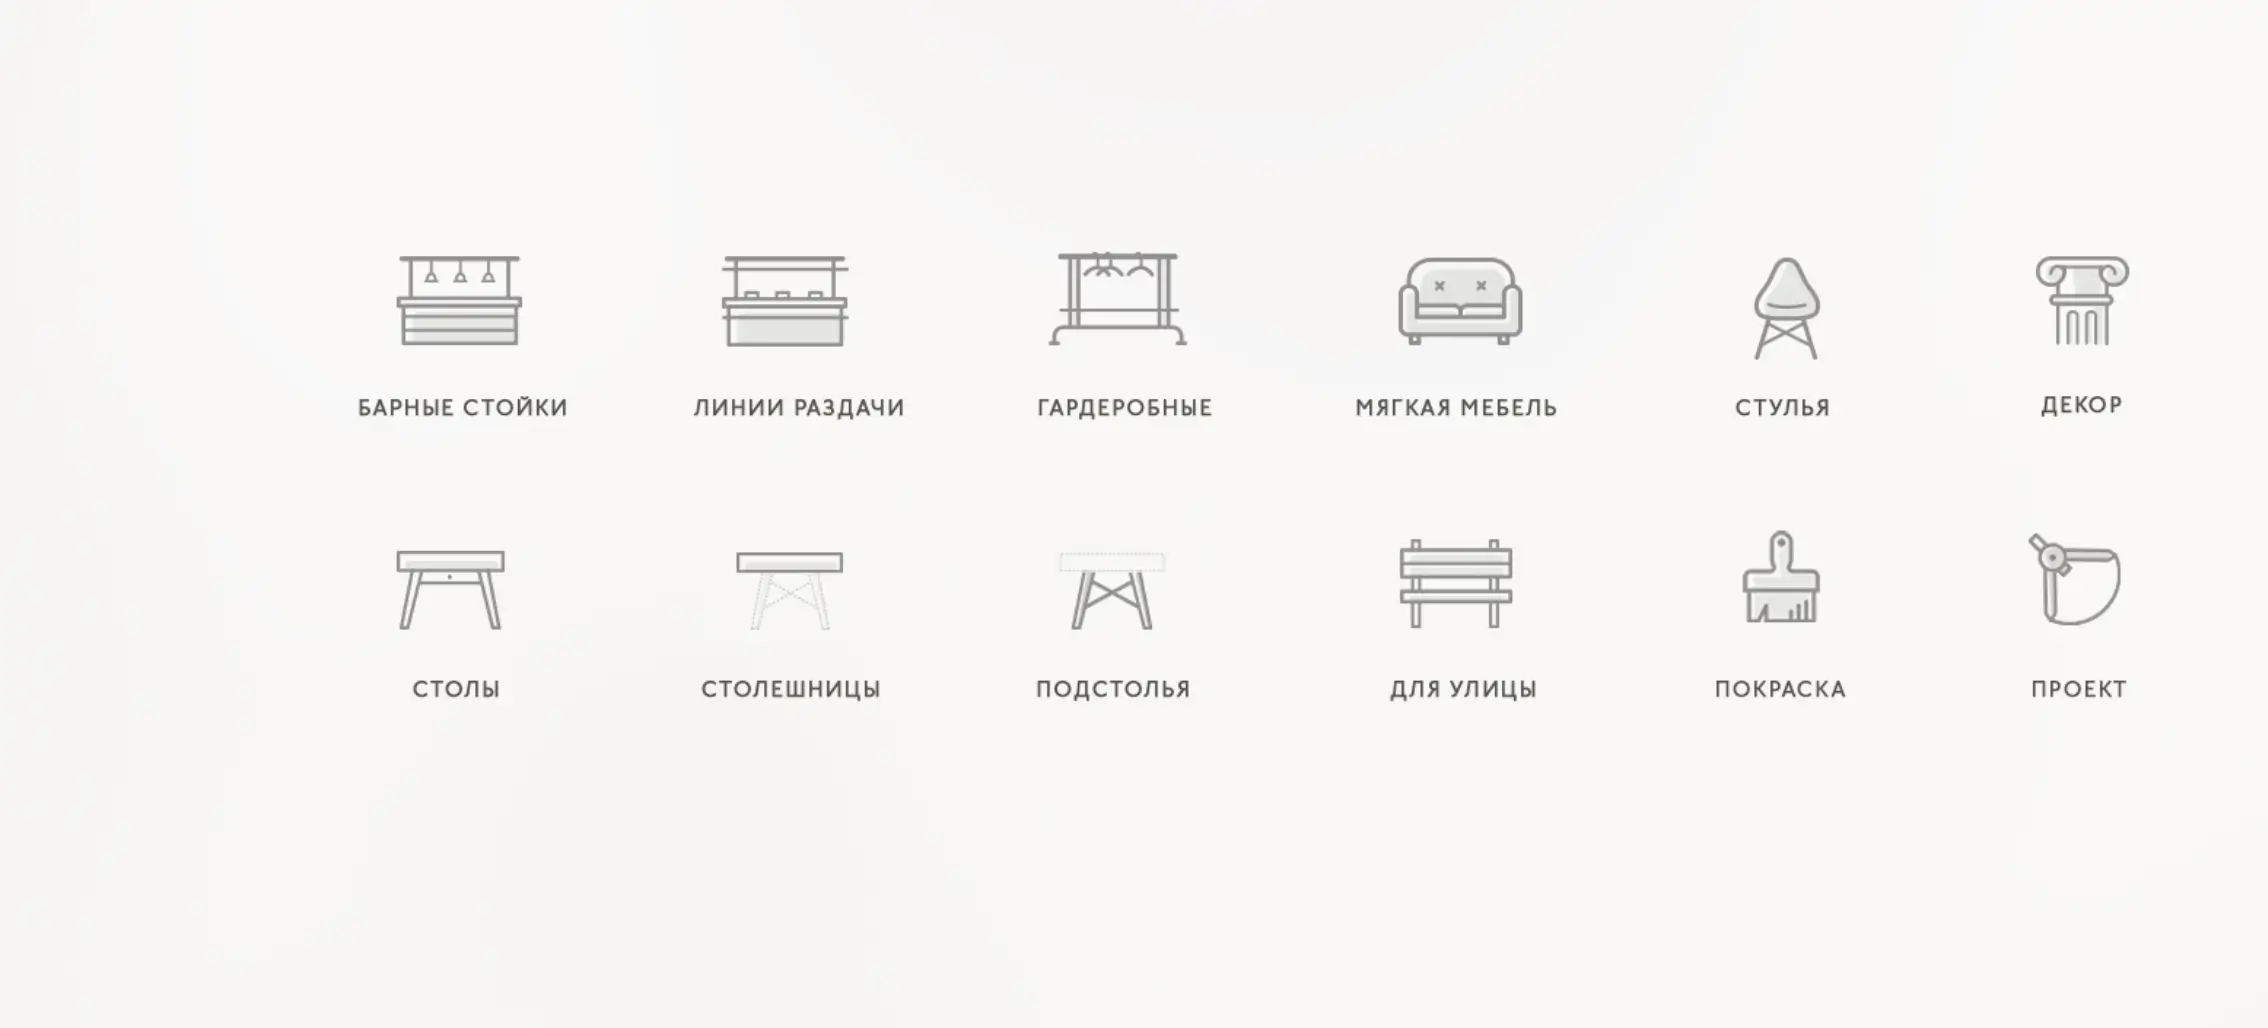 БАРНЫЕ СТОЙКИ
ЛИНИИ РАЗДАЧИ
ГАРДЕРОБНЫЕ
МЯГКАЯ МЕБЕЛЬ
СТУЛЬЯ
ДЕКОР
СТОЛЫ
СТОЛЕШНИЦЫ
ПОДСТОЛЬЯ
ДЛЯ УЛИЦЫ
ПОКРАСКА
ПРОЕКТ